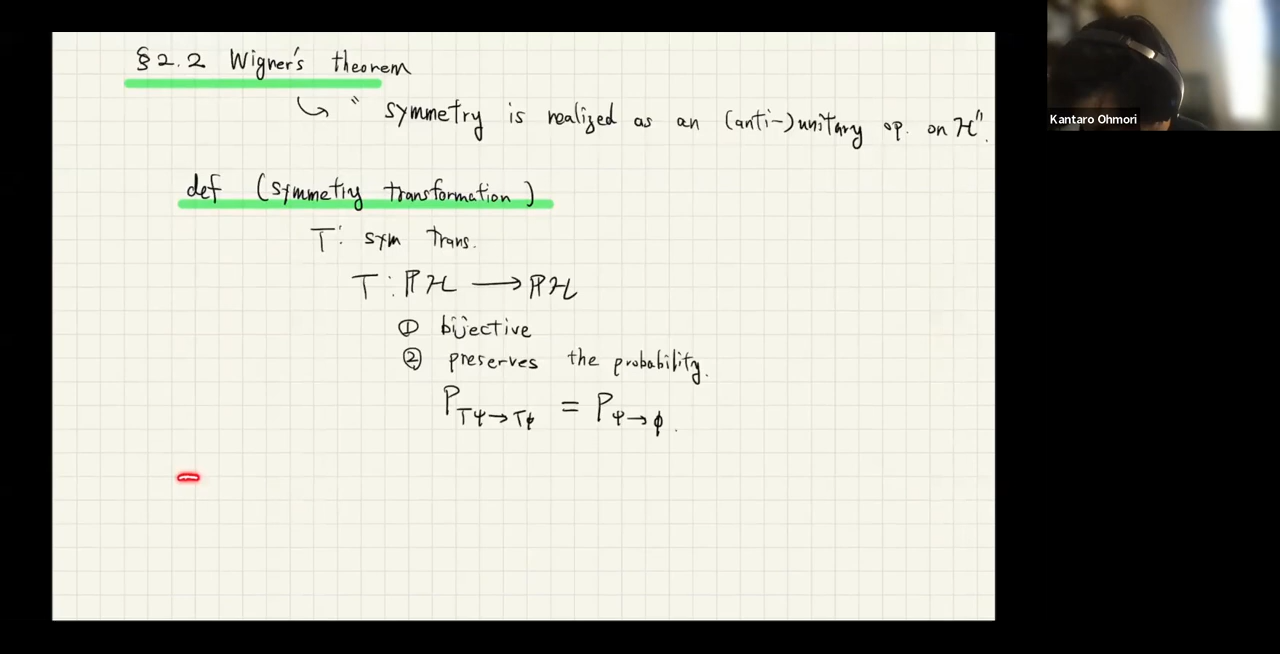 §2.2 Wigner's theorem
↳ " symmetry is realized as an (anti-)unitary op. on ℋ".
def (symmetry transformation)
T: sym trans.
T : ℙℋ ⟶ ℙℋ
① bijective
② preserves the probability.
P_{TΨ→Tϕ} = P_{Ψ→ϕ}.
Kantaro Ohmori